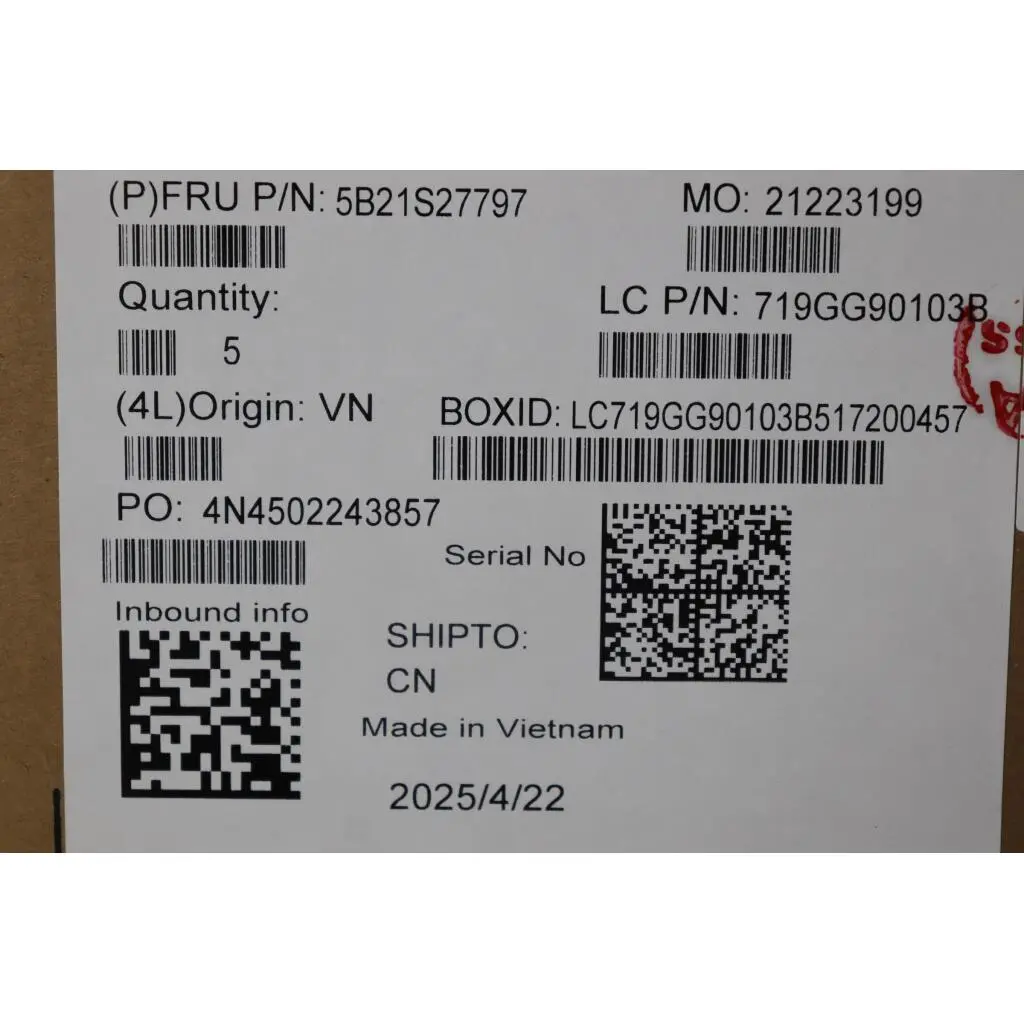 (P)FRU P/N: 5B21S27797
MO: 21223199
Quantity:
5
LC P/N: 719GG90103B
(4L)Origin: VN
BOXID: LC719GG90103B517200457
PO: 4N4502243857
Serial No
Inbound info
SHIPTO:
CN
Made in Vietnam
2025/4/22